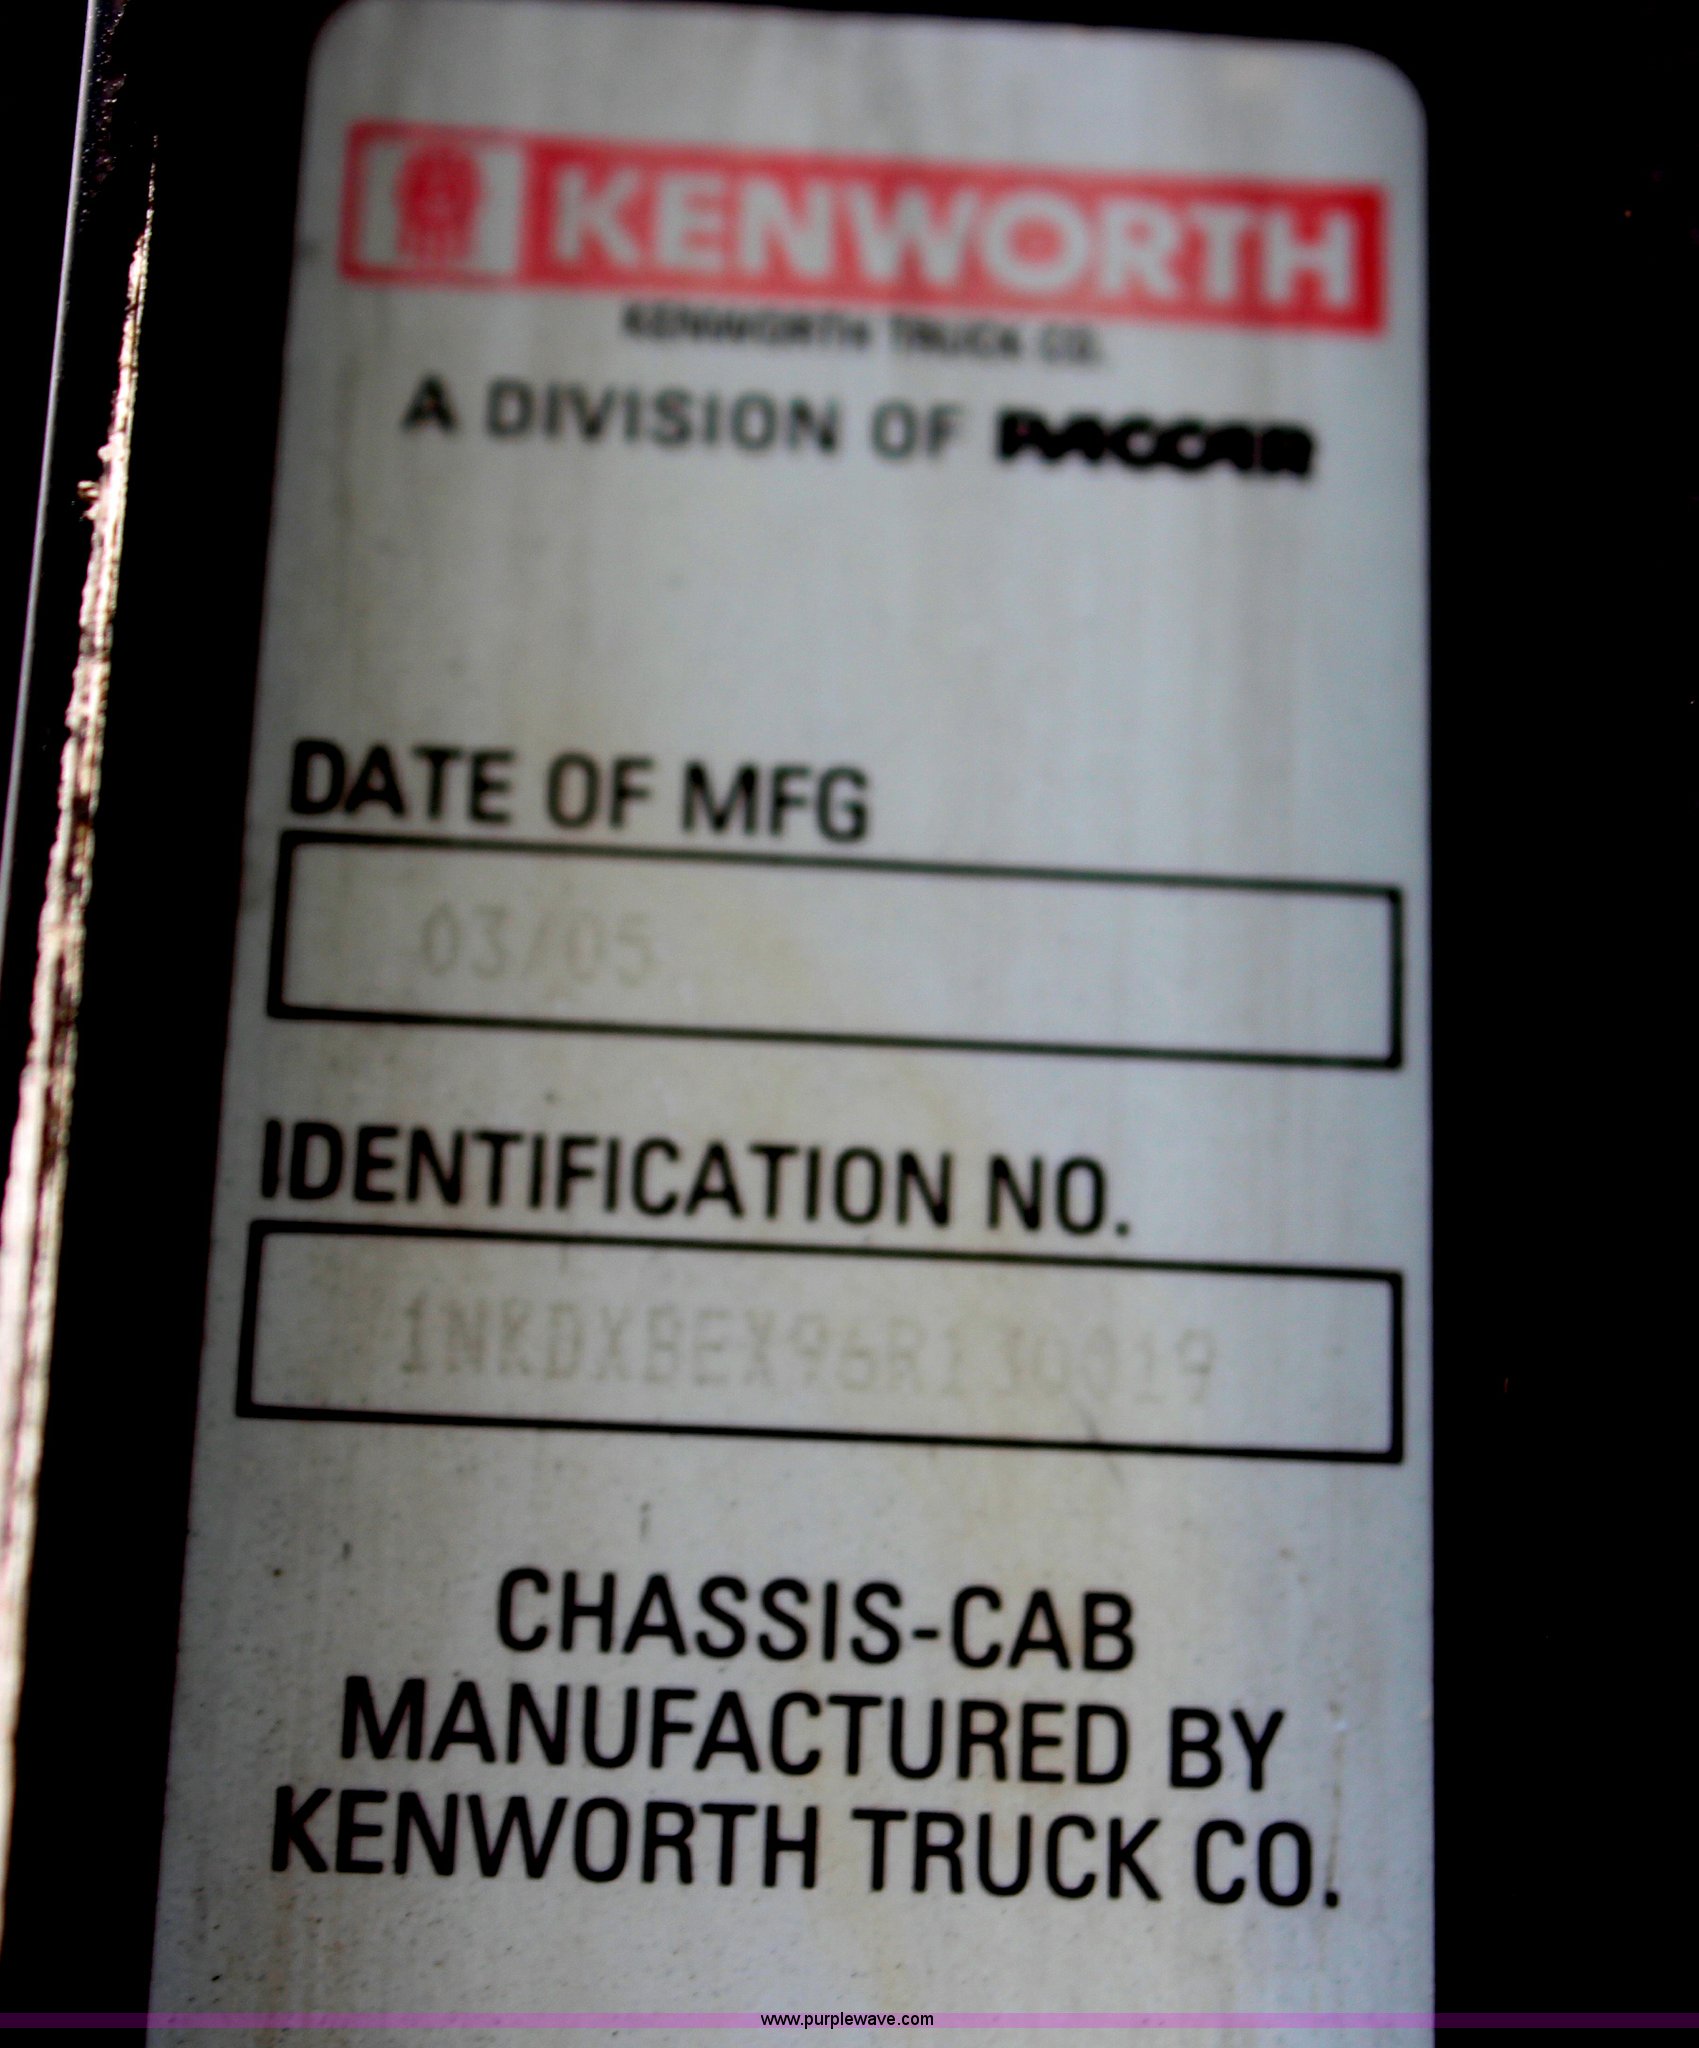 KENWORTH
KENWORTH TRUCK CO.
A DIVISION OF PACCAR
DATE OF MFG
03/05
IDENTIFICATION NO.
1NKDXBEX96R130019
CHASSIS-CAB
MANUFACTURED BY
KENWORTH TRUCK CO.
www.purplewave.com